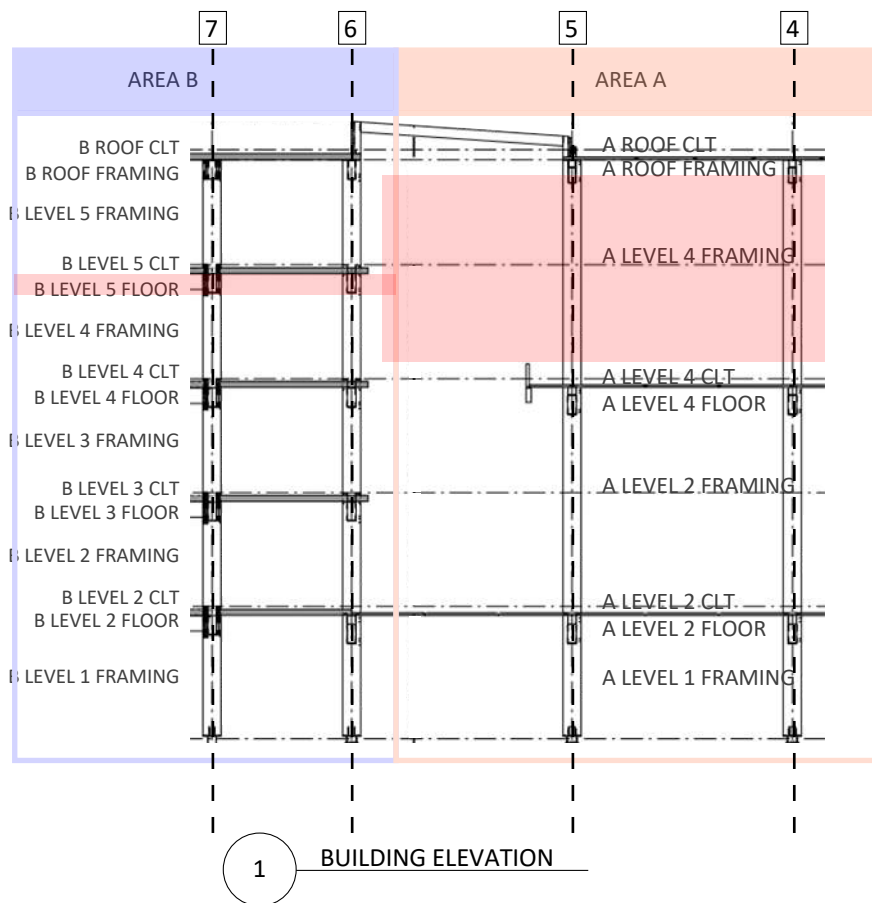 7
6
5
4
AREA B
AREA A
B ROOF CLT
A ROOF CLT
B ROOF FRAMING
A ROOF FRAMING
B LEVEL 5 FRAMING
B LEVEL 5 CLT
A LEVEL 4 FRAMING
B LEVEL 5 FLOOR
B LEVEL 4 FRAMING
B LEVEL 4 CLT
A LEVEL 4 CLT
B LEVEL 4 FLOOR
A LEVEL 4 FLOOR
B LEVEL 3 FRAMING
B LEVEL 3 CLT
A LEVEL 2 FRAMING
B LEVEL 3 FLOOR
B LEVEL 2 FRAMING
B LEVEL 2 CLT
A LEVEL 2 CLT
B LEVEL 2 FLOOR
A LEVEL 2 FLOOR
B LEVEL 1 FRAMING
A LEVEL 1 FRAMING
1
BUILDING ELEVATION